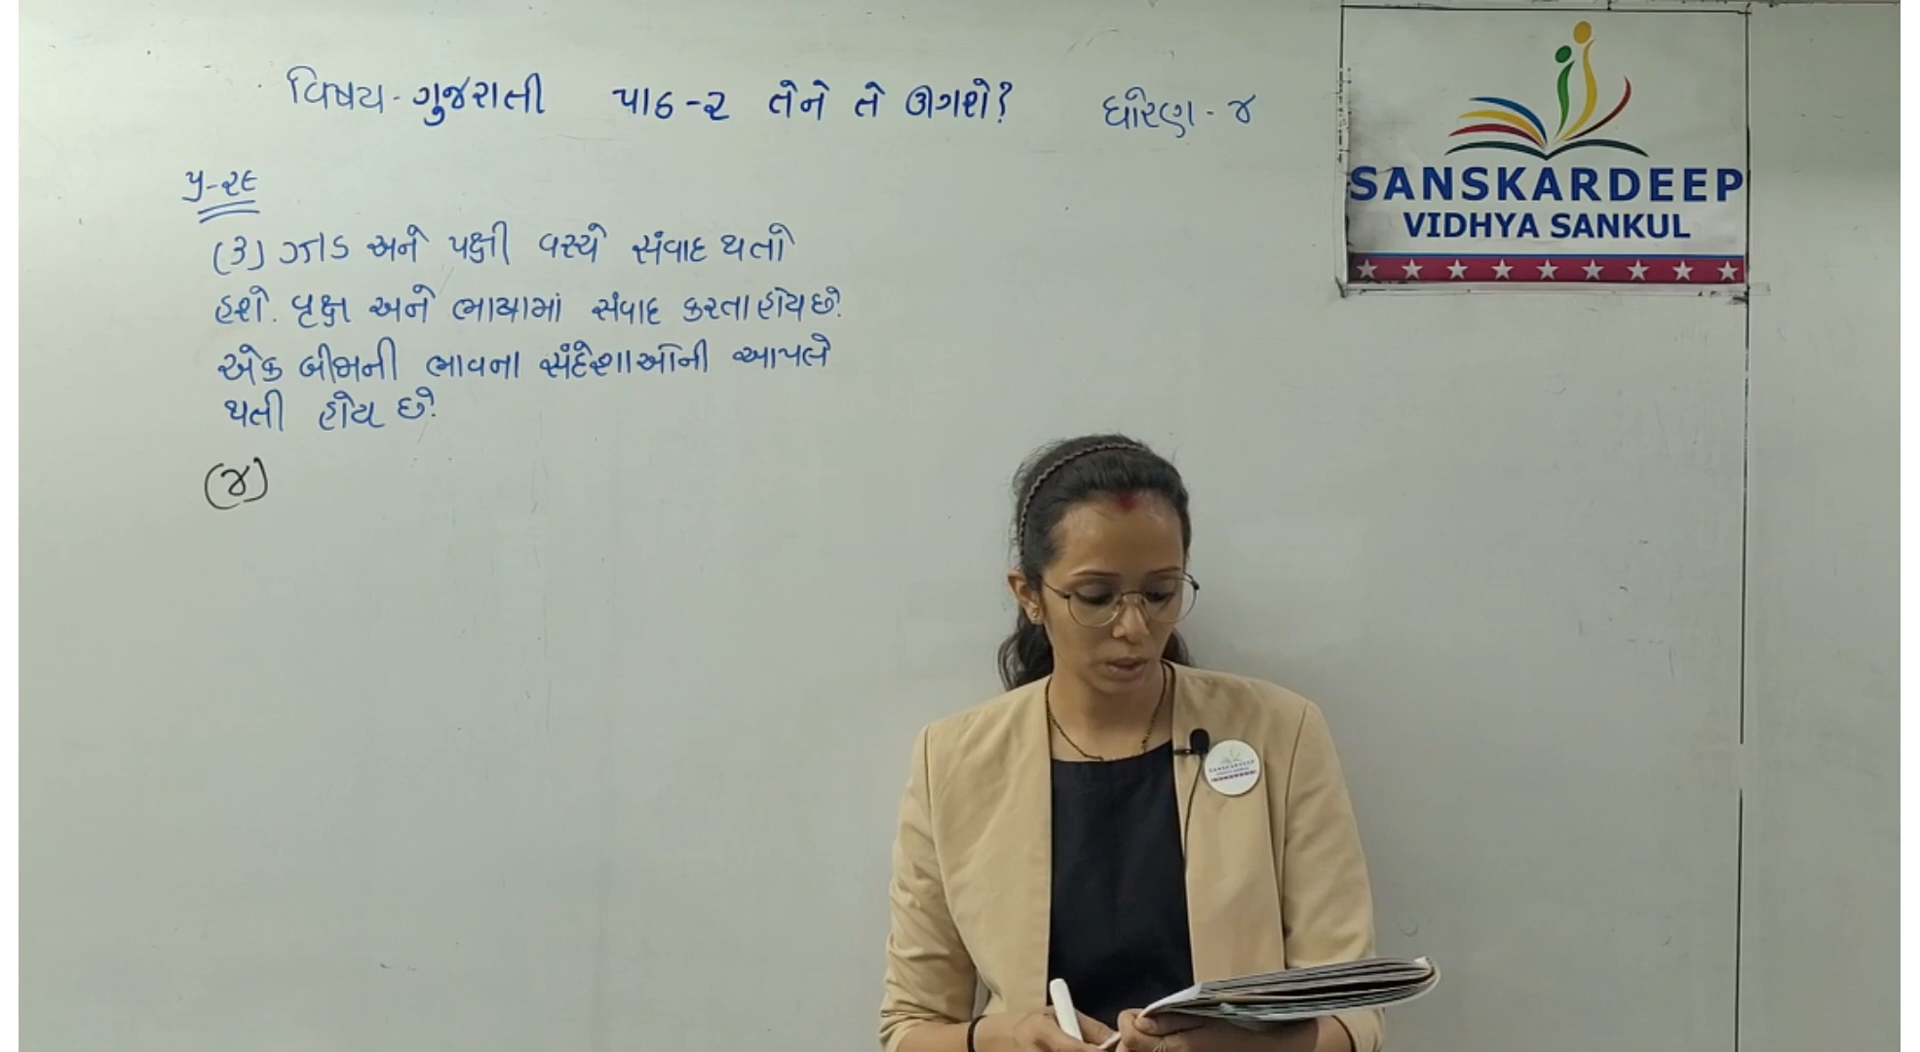 વિષય - ગુજરાતી પાઠ - ૨ તેને તે ઊગશે? ધોરણ - ૪
પૃ - ૨૯
(૩) ઝાડ અને પક્ષી વચ્ચે સંવાદ થતો
હશે. વૃક્ષ અને ભાષામાં સંવાદ કરતા હોય છે.
એક બીજાની ભાવના સંદેશાઓની આપલે
થતી હોય છે.
(૪)
SANSKARDEEP
VIDHYA SANKUL
SANSKARDEEP